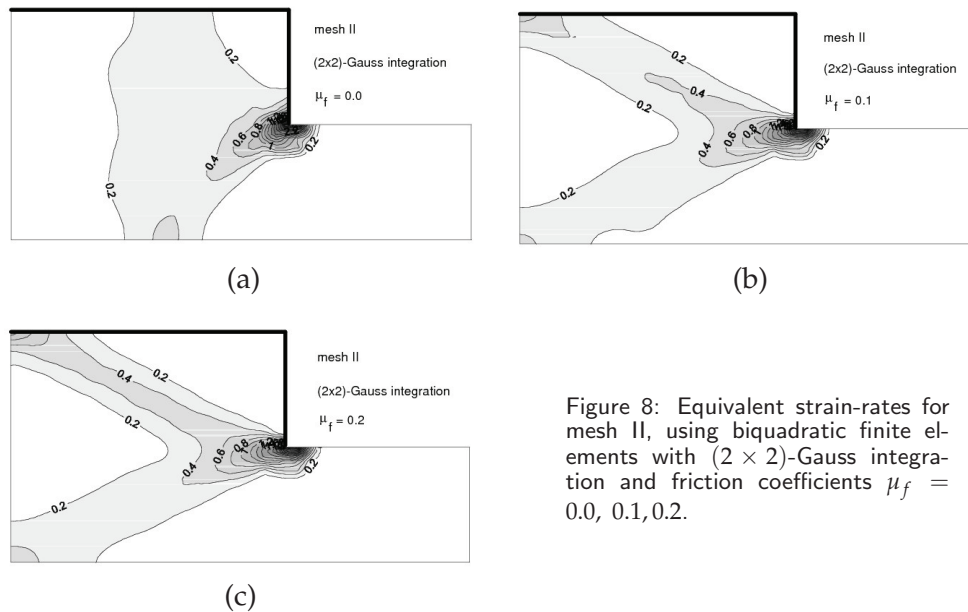 mesh II
(2x2)-Gauss integration
μf = 0.0
0.2
0.2
0.4
0.6
0.8
1
0.2
(a)
mesh II
(2x2)-Gauss integration
μf = 0.1
0.2
0.4
0.2
0.2
0.4
0.6
0.8
1
0.2
(b)
mesh II
(2x2)-Gauss integration
μf = 0.2
0.2
0.4
0.2
0.2
0.4
0.6
0.8
1
0.2
(c)
Figure 8: Equivalent strain-rates for
mesh II, using biquadratic finite el-
ements with (2 × 2)-Gauss integra-
tion and friction coefficients μf =
0.0, 0.1, 0.2.